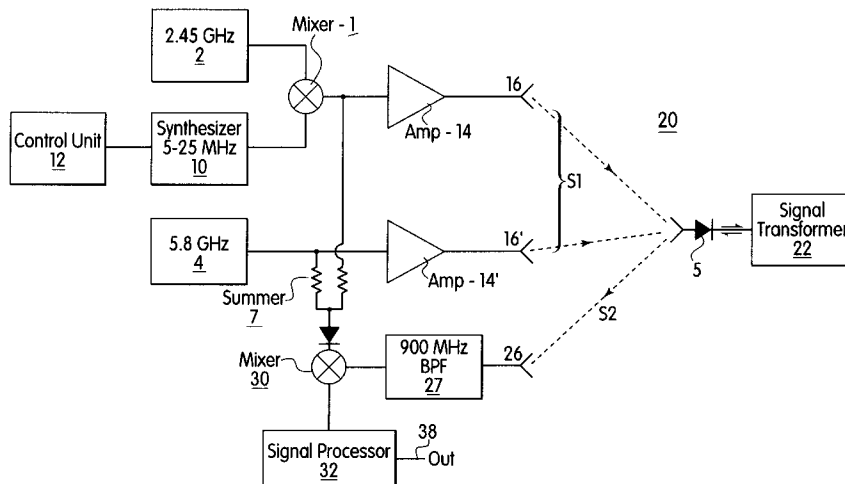 Mixer - 1
2.45 GHz
2
16
20
Amp - 14
Control Unit
12
Synthesizer
5-25 MHz
10
S1
Signal
Transformer
22
5.8 GHz
4
16'
5
Amp - 14'
Summer
7
S2
Mixer
30
900 MHz
BPF
27
26
Signal Processor
32
38
Out